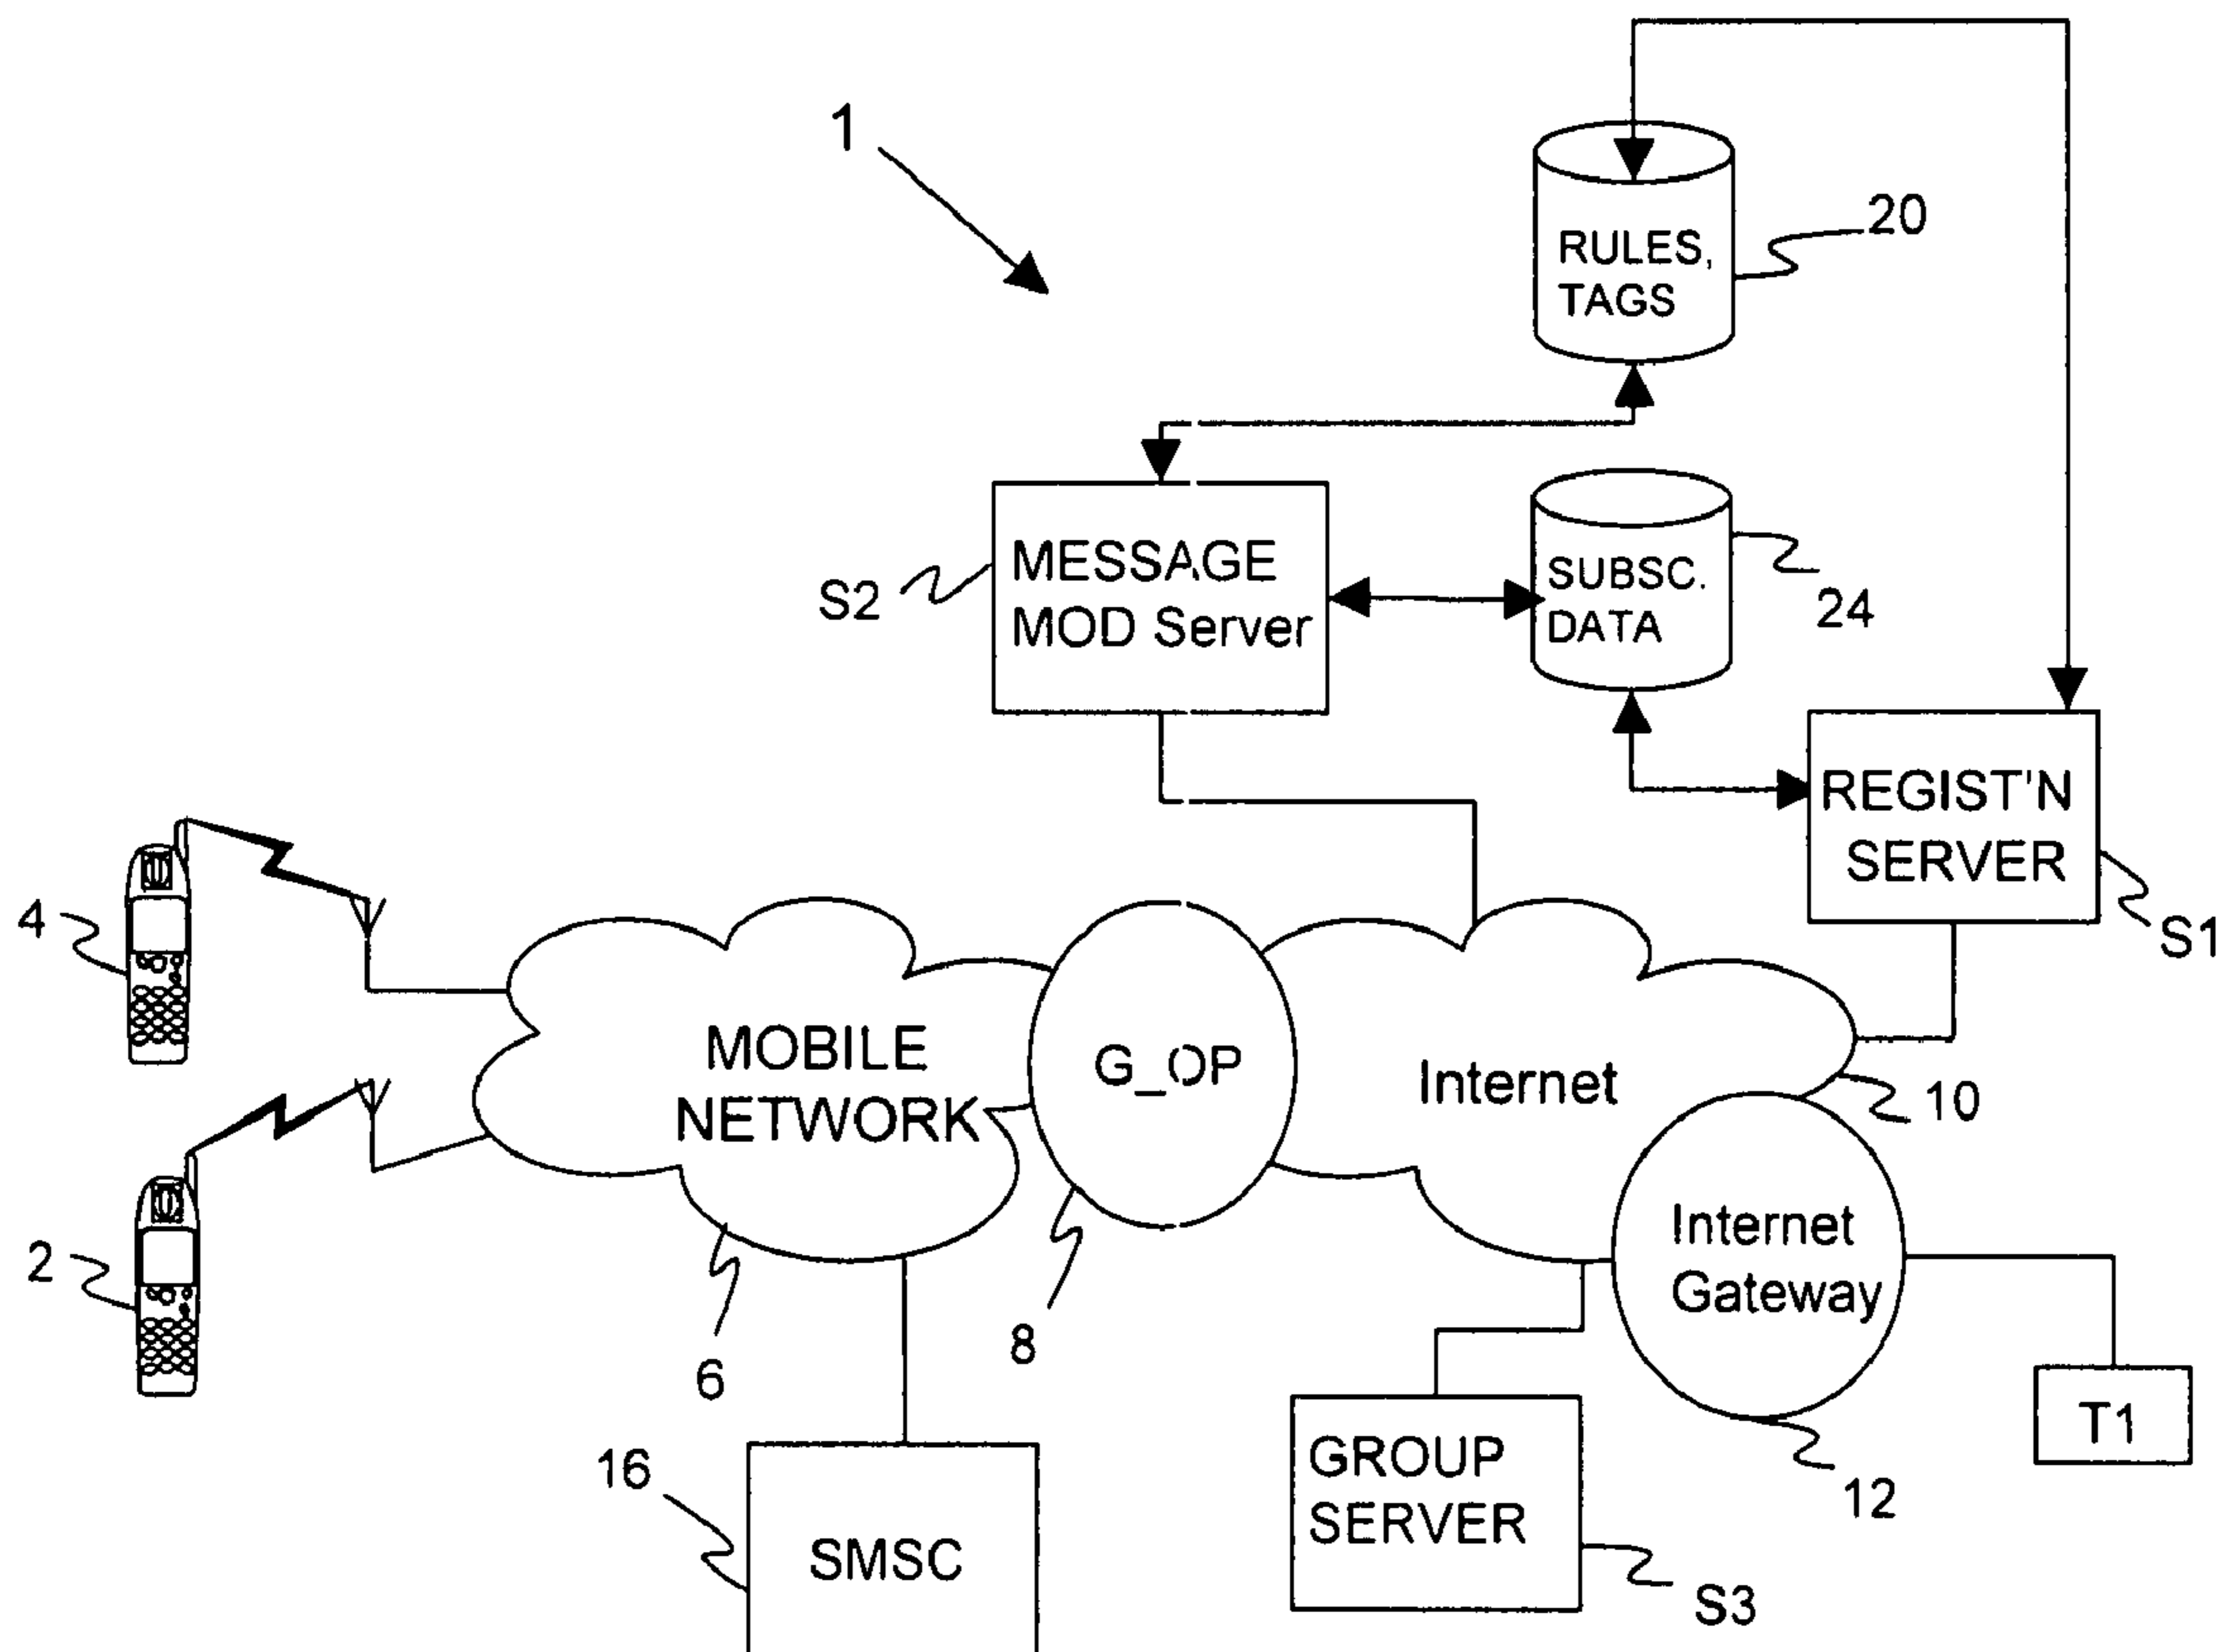 1
RULES,
TAGS
20
MESSAGE
MOD Server
S2
SUBSC.
DATA
24
REGIST'N
SERVER
S1
4
MOBILE
NETWORK
G_OP
Internet
10
2
6
8
Internet
Gateway
12
T1
16
SMSC
GROUP
SERVER
S3